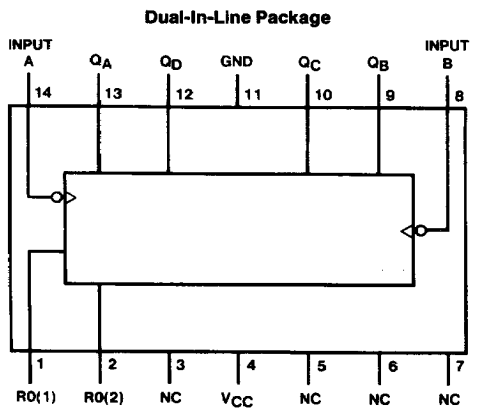 Dual-In-Line Package
INPUT A QA QD GND QC QB INPUT B
14 13 12 11 10 9 8
1 2 3 4 5 6 7
R0(1) R0(2) NC VCC NC NC NC